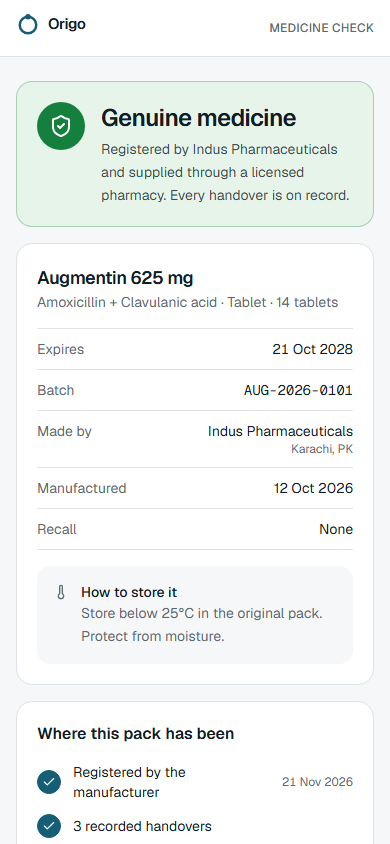 Origo
MEDICINE CHECK
Genuine medicine
Registered by Indus Pharmaceuticals
and supplied through a licensed
pharmacy. Every handover is on record.
Augmentin 625 mg
Amoxicillin + Clavulanic acid · Tablet · 14 tablets
Expires 21 Oct 2028
Batch AUG-2026-0101
Made by Indus Pharmaceuticals
Karachi, PK
Manufactured 12 Oct 2026
Recall None
How to store it
Store below 25°C in the original pack.
Protect from moisture.
Where this pack has been
Registered by the
manufacturer
21 Nov 2026
3 recorded handovers